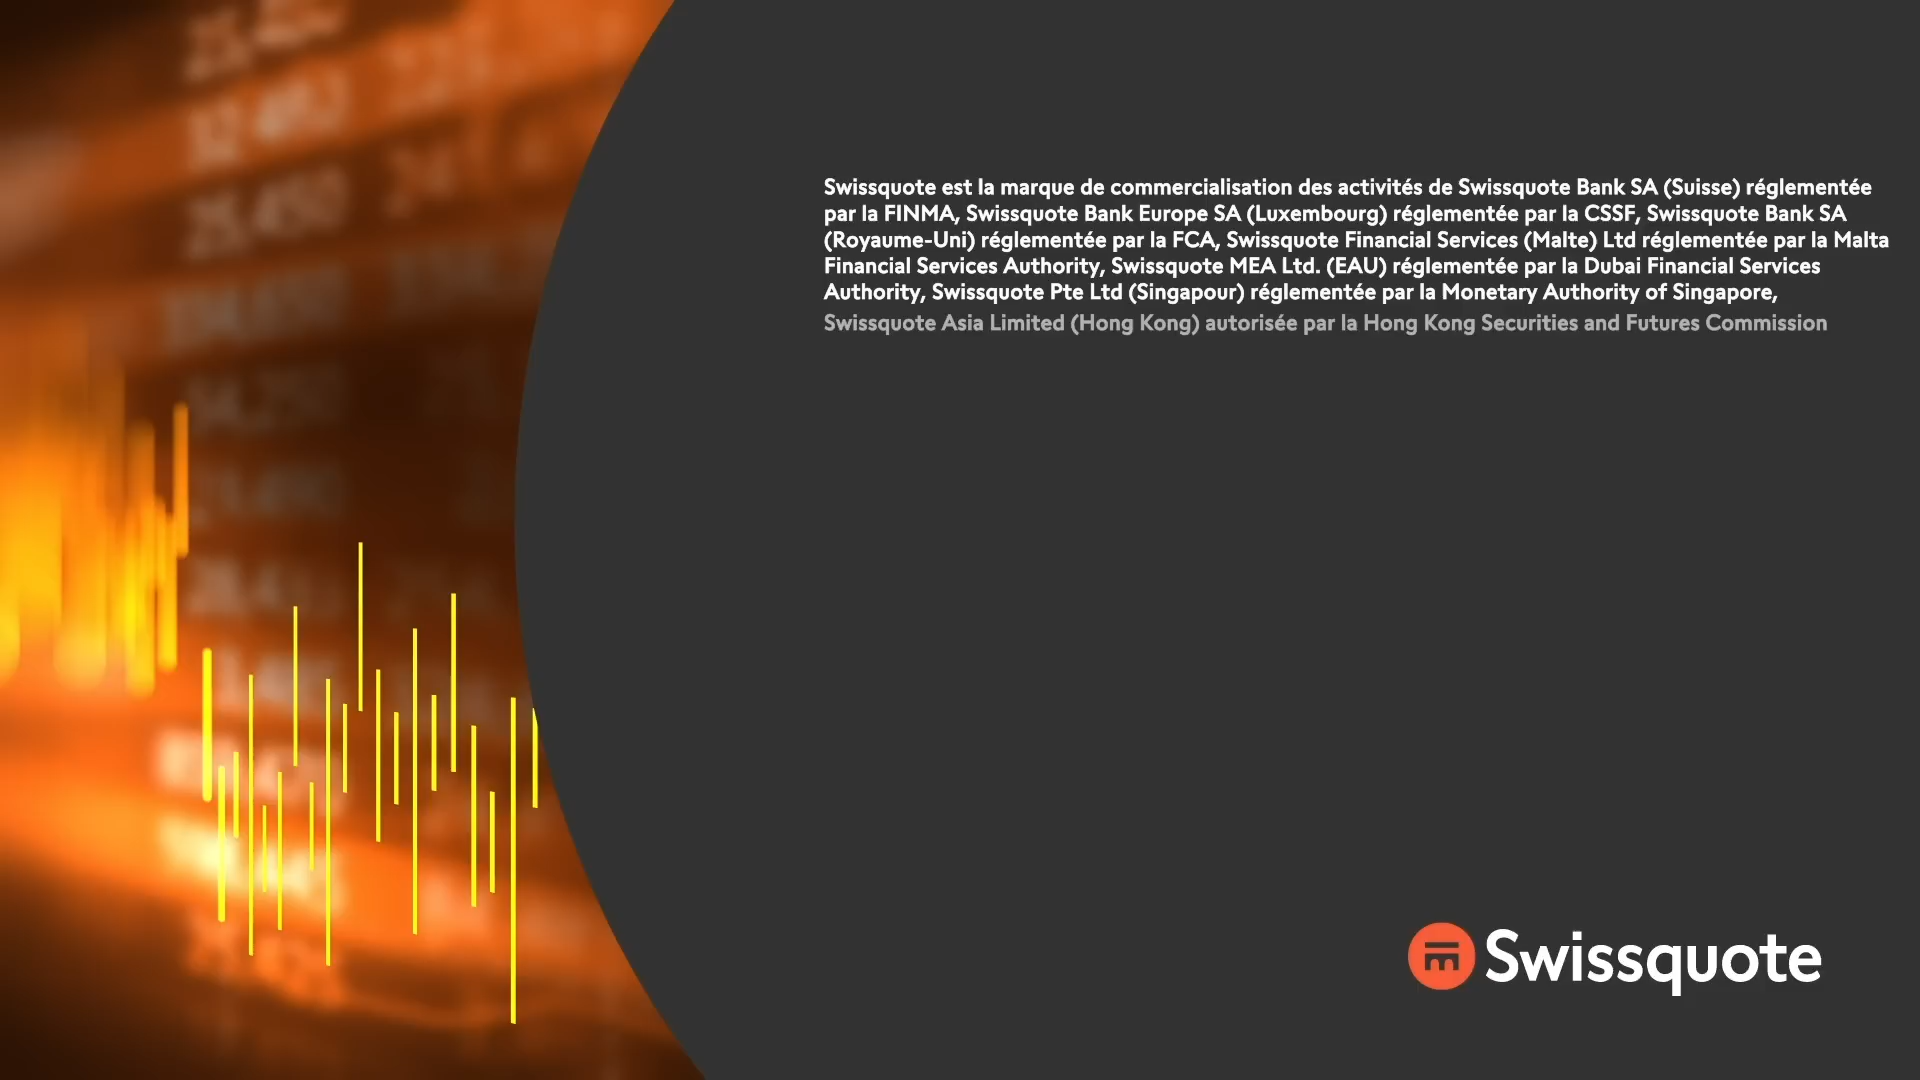 Swissquote est la marque de commercialisation des activités de Swissquote Bank SA (Suisse) réglementée
par la FINMA, Swissquote Bank Europe SA (Luxembourg) réglementée par la CSSF, Swissquote Bank SA
(Royaume-Uni) réglementée par la FCA, Swissquote Financial Services (Malte) Ltd réglementée par la Malta
Financial Services Authority, Swissquote MEA Ltd. (EAU) réglementée par la Dubai Financial Services
Authority, Swissquote Pte Ltd (Singapour) réglementée par la Monetary Authority of Singapore,
Swissquote Asia Limited (Hong Kong) autorisée par la Hong Kong Securities and Futures Commission
Swissquote